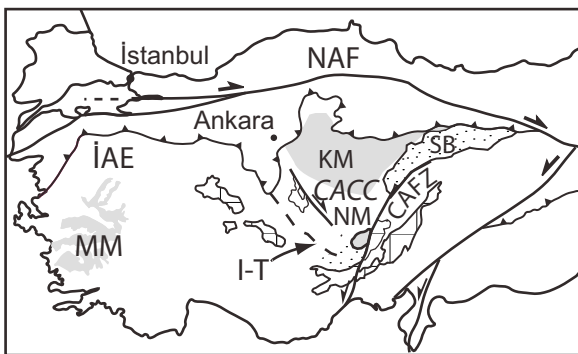 İstanbul
NAF
Ankara
İAE
SB
KM
CACC
CAFZ
NM
MM
I-T